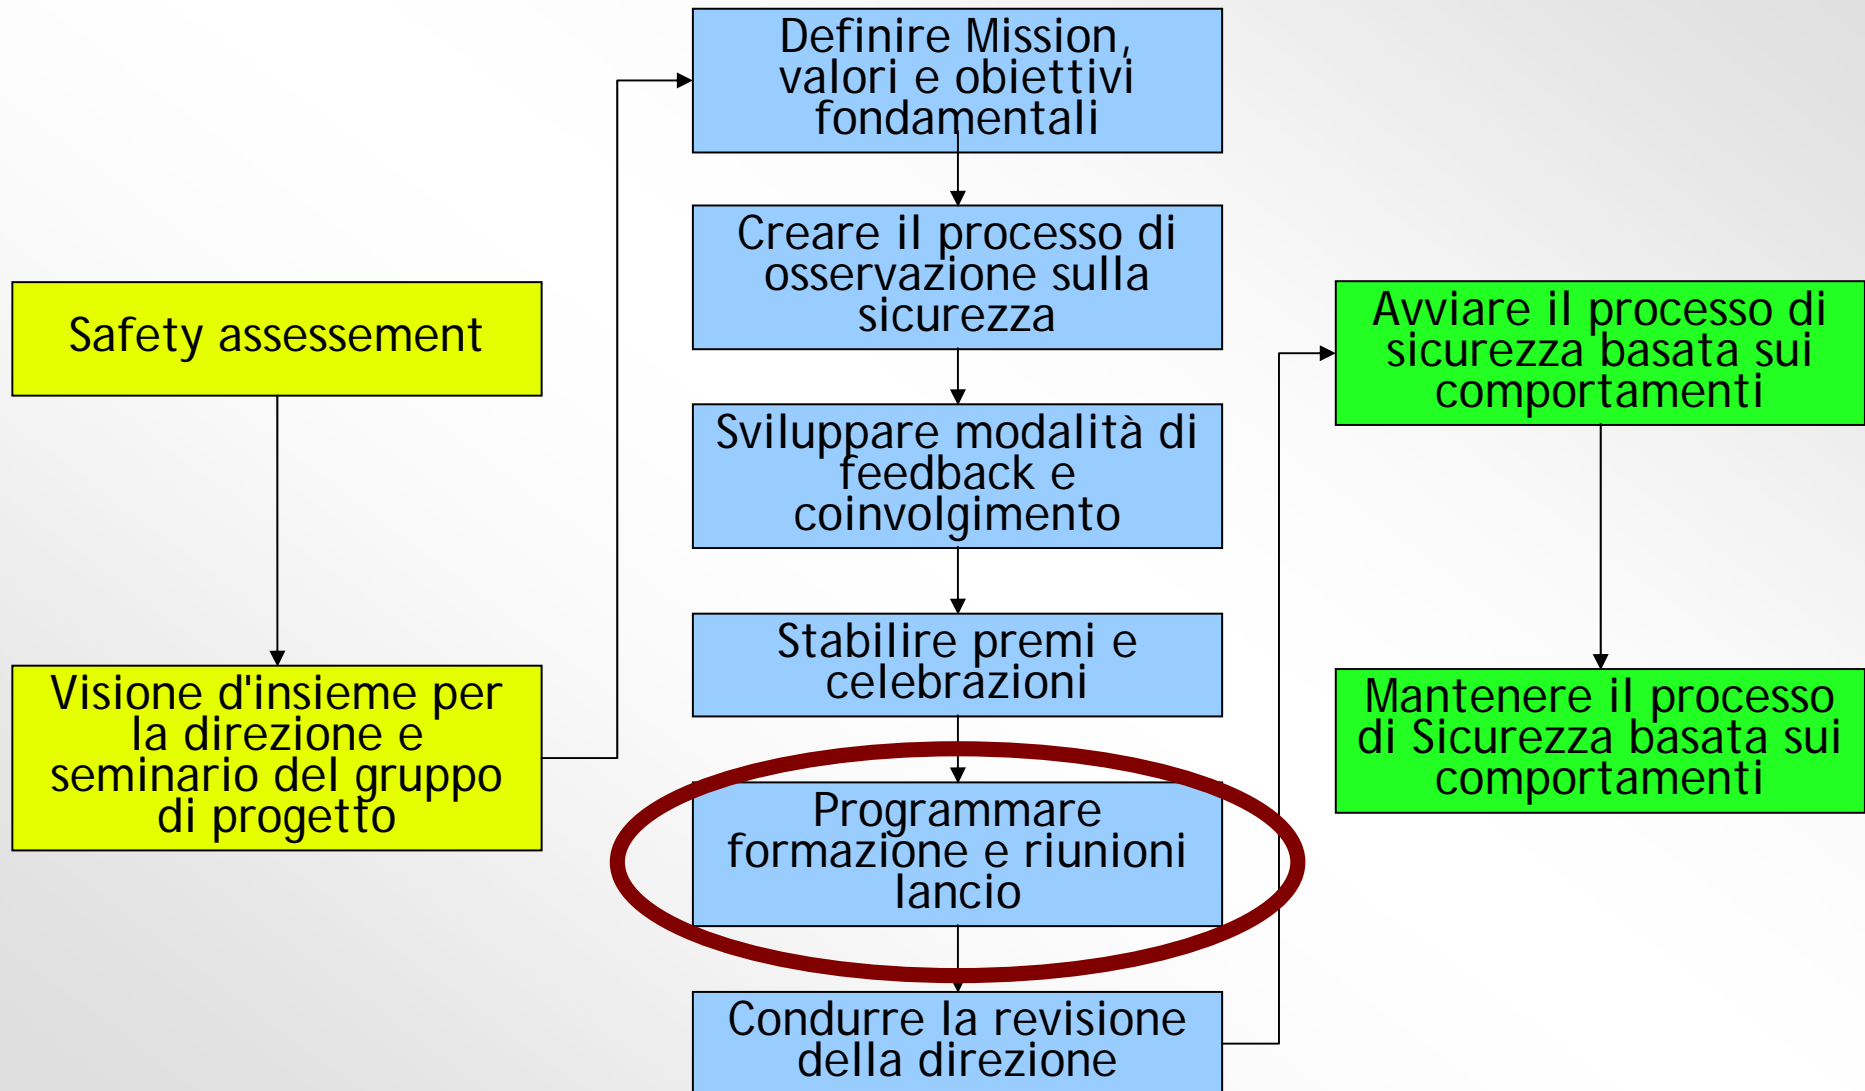 Safety assessement
Visione d'insieme per
la direzione e
seminario del gruppo
di progetto
Definire Mission,
valori e obiettivi
fondamentali
Creare il processo di
osservazione sulla
sicurezza
Sviluppare modalità di
feedback e
coinvolgimento
Stabilire premi e
celebrazioni
Programmare
formazione e riunioni
lancio
Condurre la revisione
della direzione
Avviare il processo di
sicurezza basata sui
comportamenti
Mantenere il processo
di Sicurezza basata sui
comportamenti